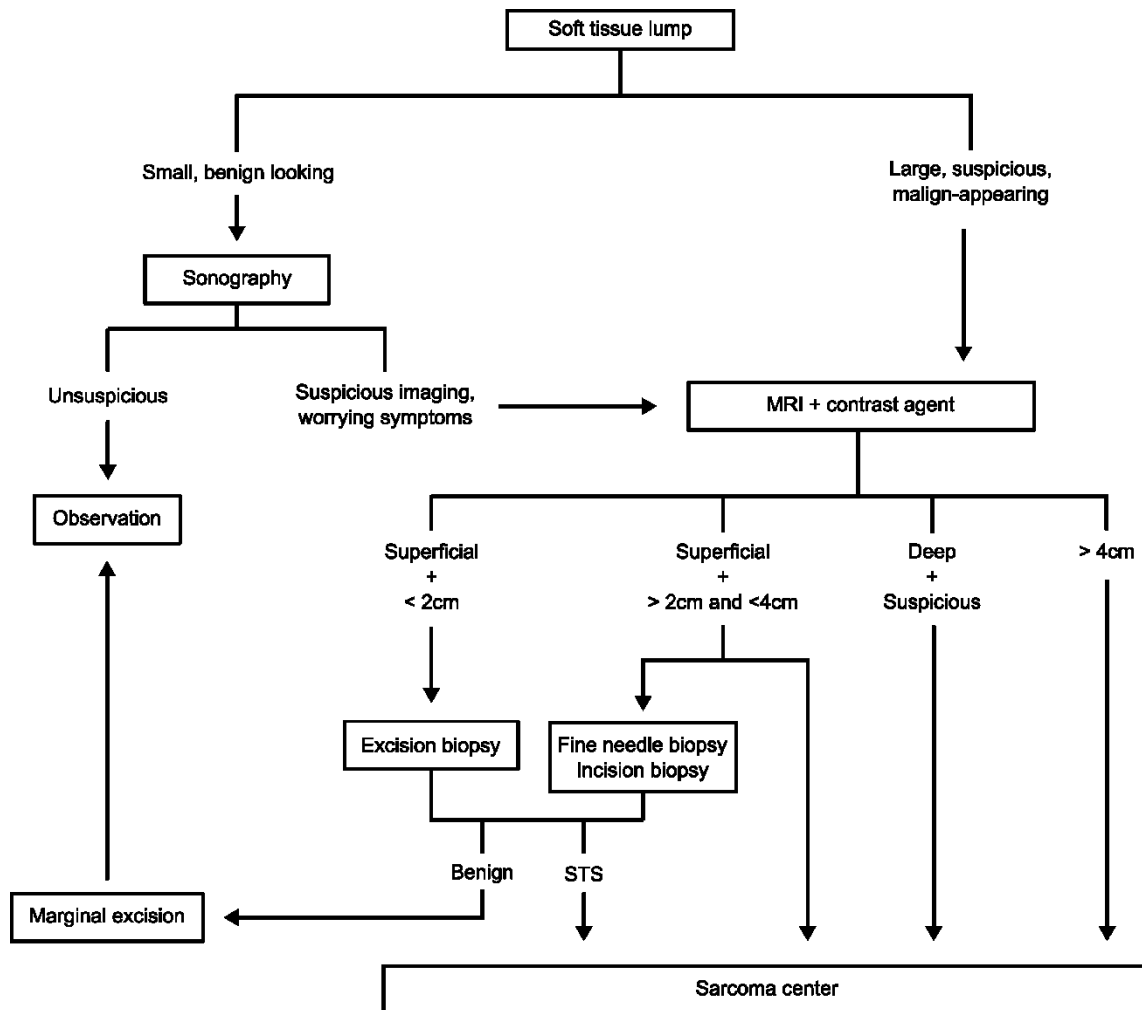 Soft tissue lump
Small, benign looking
Large, suspicious,
malign-appearing
Sonography
Unsuspicious
Suspicious imaging,
worrying symptoms
MRI + contrast agent
Observation
Superficial
+
< 2cm
Superficial
+
> 2cm and <4cm
Deep
+
Suspicious
> 4cm
Excision biopsy
Fine needle biopsy
Incision biopsy
Benign
STS
Marginal excision
Sarcoma center